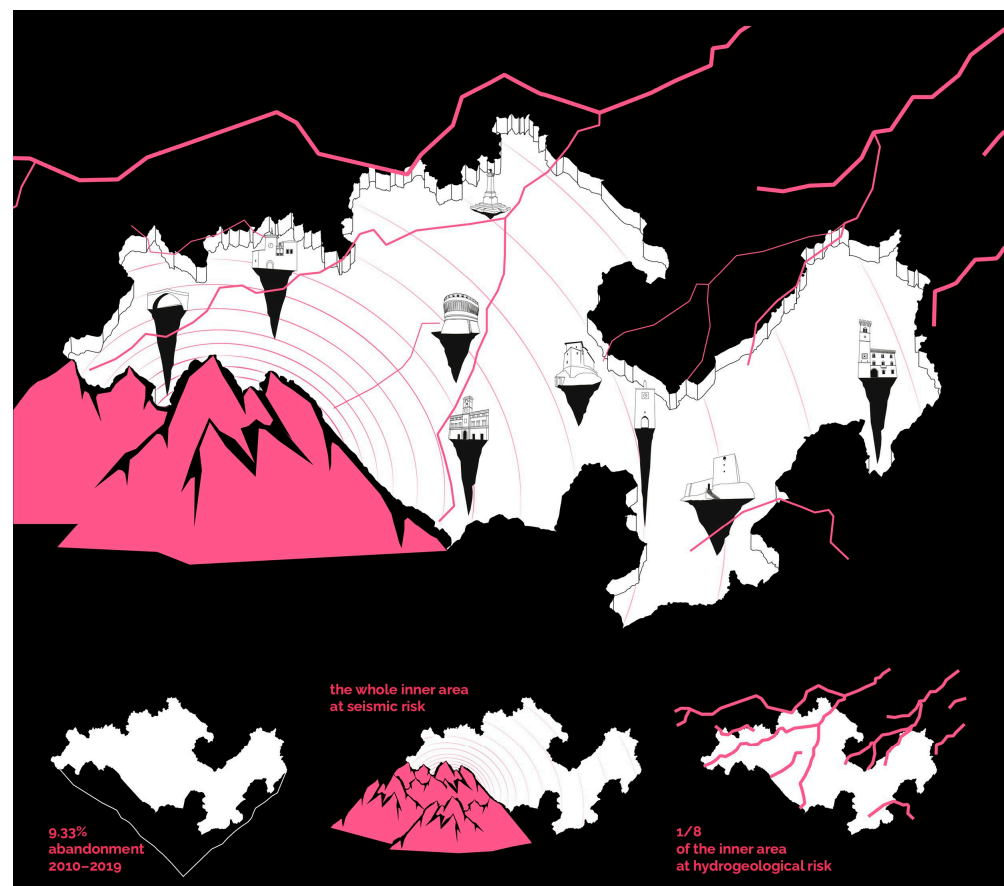 the whole inner area
at seismic risk
9.33%
abandonment
2010–2019
1/8
of the inner area
at hydrogeological risk